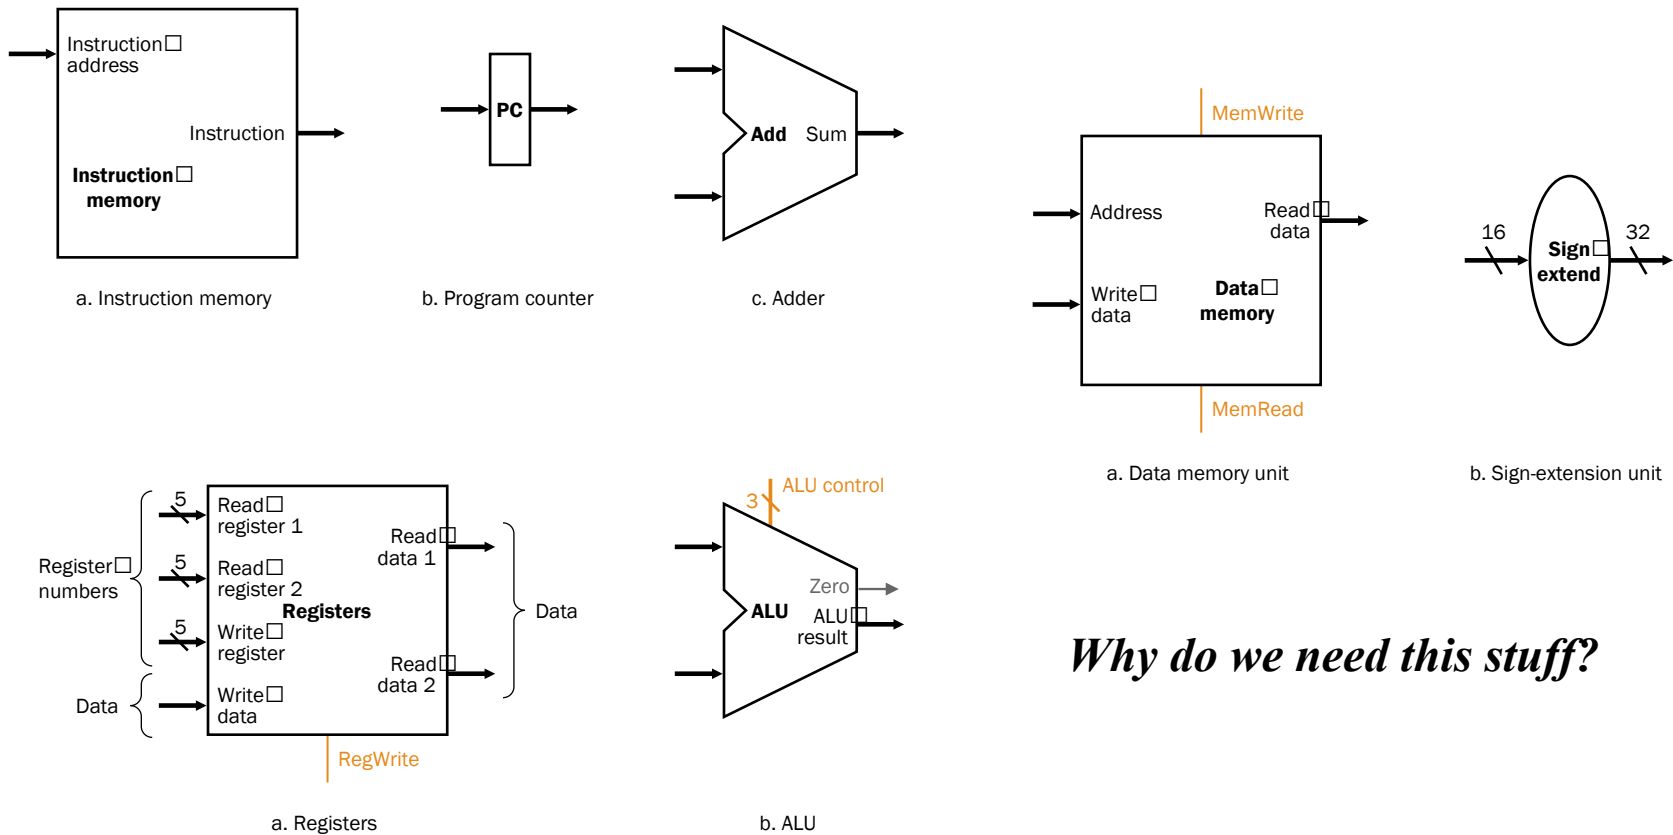 Instruction
address
Instruction
Instruction
memory
a. Instruction memory
PC
b. Program counter
Add Sum
c. Adder
MemWrite
Address
Read
data
Write
data
Data
memory
MemRead
a. Data memory unit
16
Sign
extend
32
b. Sign-extension unit
Register
numbers
5
Read
register 1
5
Read
register 2
5
Write
register
Data
Write
data
Registers
Read
data 1
Read
data 2
Data
RegWrite
a. Registers
3
ALU control
ALU
Zero
ALU
result
b. ALU
Why do we need this stuff?